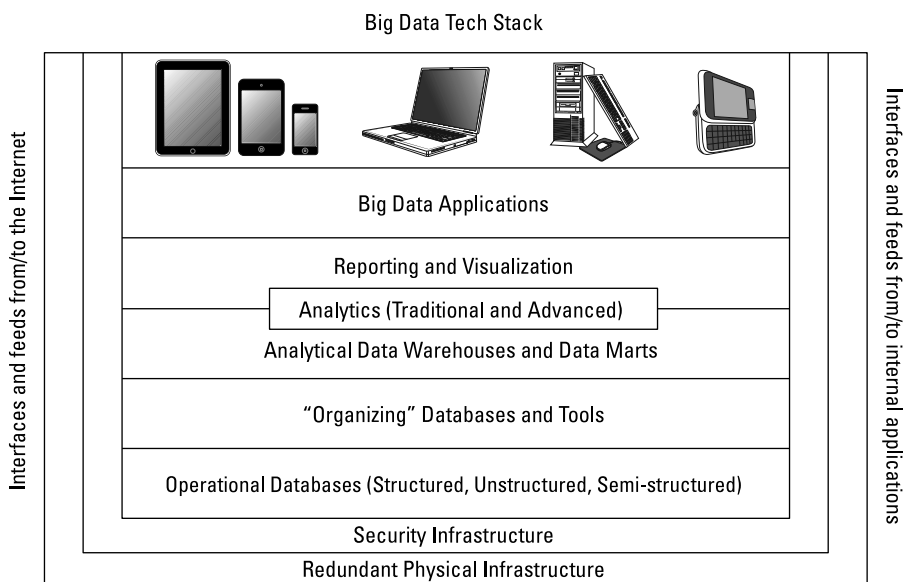 Big Data Tech Stack
Interfaces and feeds from/to the Internet
Big Data Applications
Reporting and Visualization
Analytics (Traditional and Advanced)
Analytical Data Warehouses and Data Marts
“Organizing” Databases and Tools
Operational Databases (Structured, Unstructured, Semi-structured)
Security Infrastructure
Redundant Physical Infrastructure
Interfaces and feeds from/to internal applications